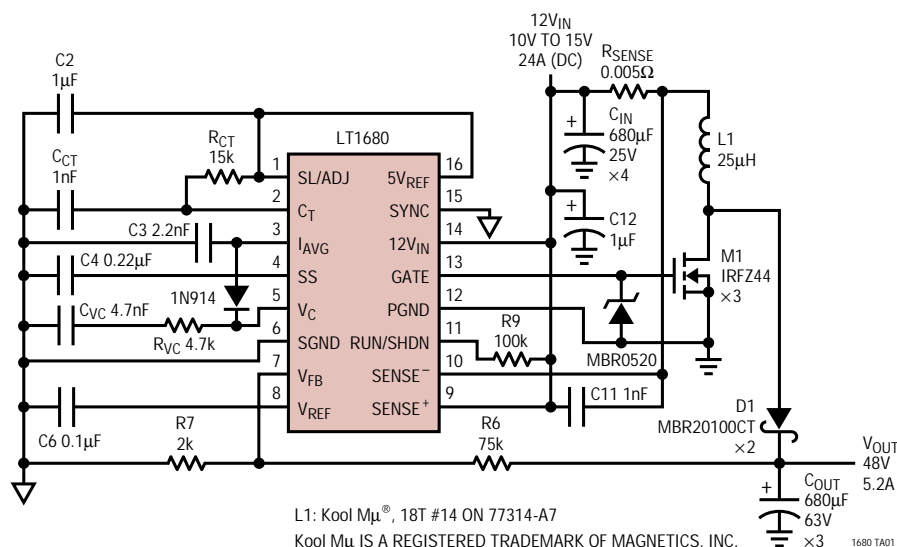 12VIN
10V TO 15V
24A (DC)
RSENSE
0.005Ω
C2
1µF
CIN
680µF
25V
×4
L1
25µH
LT1680
RCT
15k
CCT
1nF
1
SL/ADJ
5VREF
16
2
CT
SYNC
15
C3 2.2nF
3
IAVG
12VIN
14
C12
1µF
C4 0.22µF
4
SS
GATE
13
M1
IRFZ44
×3
1N914
5
VC
PGND
12
CVC 4.7nF
RVC 4.7k
6
SGND
RUN/SHDN
11
R9
100k
MBR0520
7
VFB
SENSE−
10
8
VREF
SENSE+
9
C11 1nF
C6 0.1µF
R7
2k
R6
75k
D1
MBR20100CT
×2
VOUT
48V
5.2A
COUT
680µF
63V
×3
L1: Kool Mµ®, 18T #14 ON 77314-A7
Kool Mµ IS A REGISTERED TRADEMARK OF MAGNETICS, INC.
1680 TA01
+
+
+